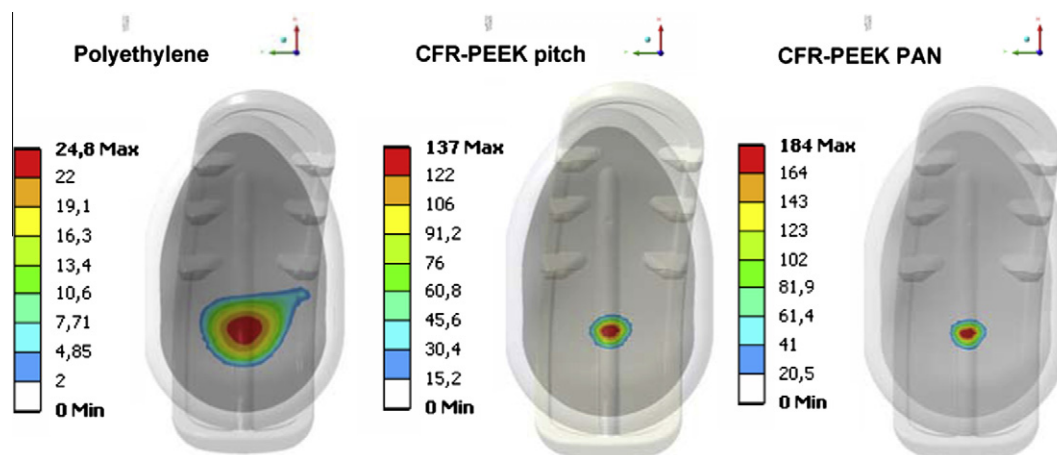 Polyethylene
24,8 Max
22
19,1
16,3
13,4
10,6
7,71
4,85
2
0 Min
CFR-PEEK pitch
137 Max
122
106
91,2
76
60,8
45,6
30,4
15,2
0 Min
CFR-PEEK PAN
184 Max
164
143
123
102
81,9
61,4
41
20,5
0 Min